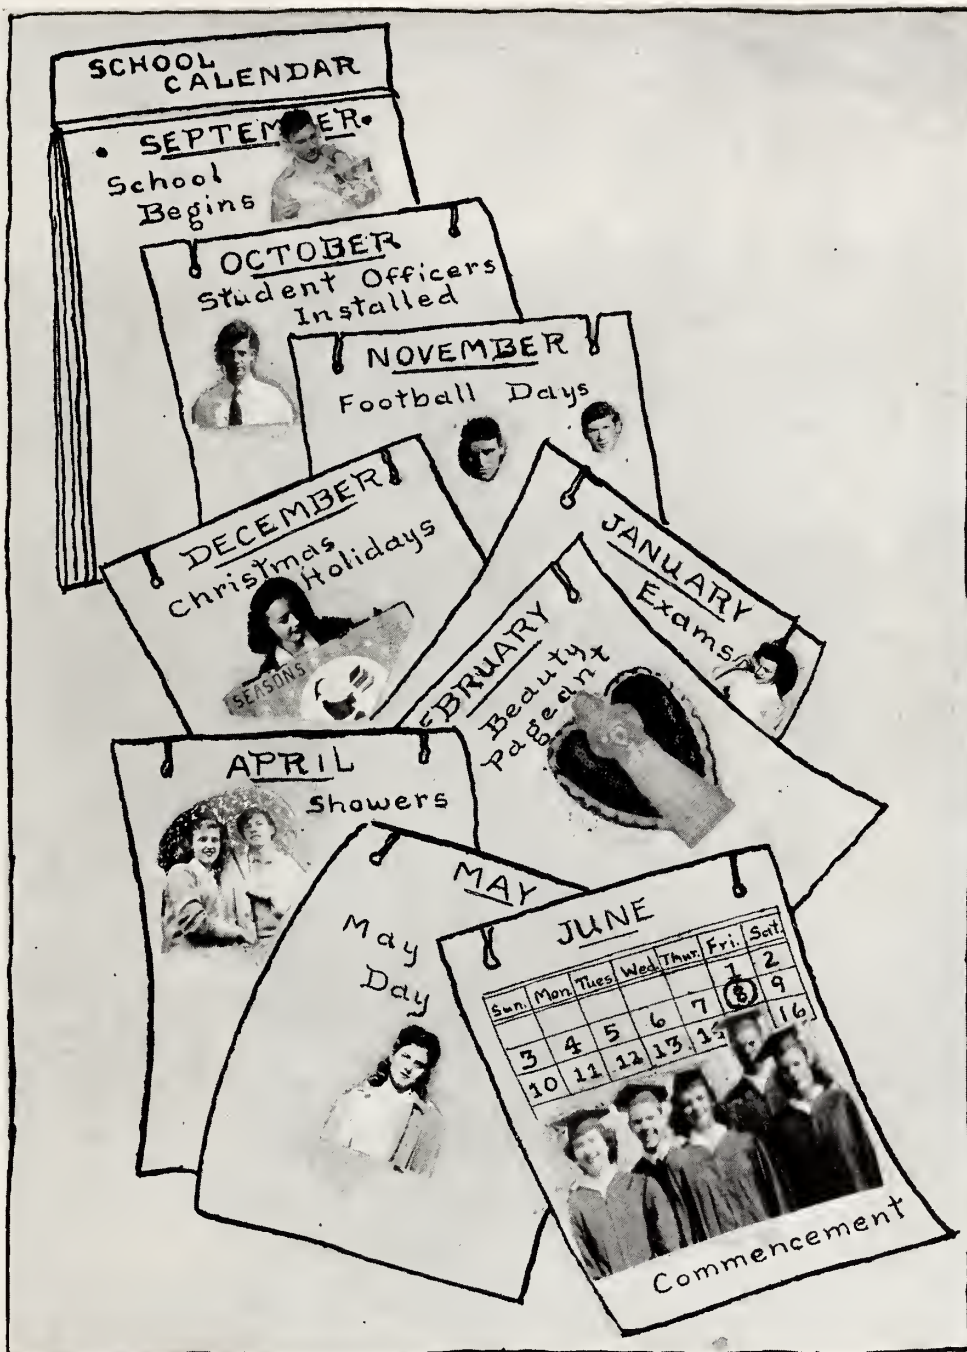 SCHOOL
CALENDAR
SEPTEMBER
School
Begins
OCTOBER
Student Officers
Installed
NOVEMBER
Football Days
DECEMBER
Christmas
Holidays
SEASONS
JANUARY
Exams
FEBRUARY
Beauty
Pageant
APRIL
Showers
MAY
May
Day
JUNE
Sun. Mon. Tues Wed. Thur. Fri. Sat.
1 2
3 4 5 6 7 8 9
10 11 12 13 15 16
Commencement